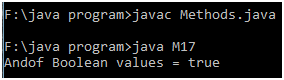 F:\java program>javac Methods.java
F:\java program>java M17
Andof Boolean values = true